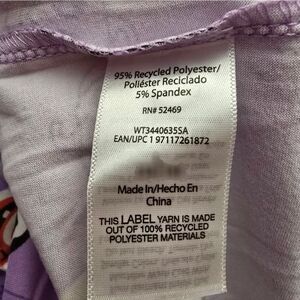 95% Recycled Polyester/
Poliéster Reciclado
5% Spandex
RN# 52469
WT3440635SA
EAN/UPC 1 97117261872
Made In/Hecho En
China
THIS LABEL YARN IS MADE
OUT OF 100% RECYCLED
POLYESTER MATERIALS